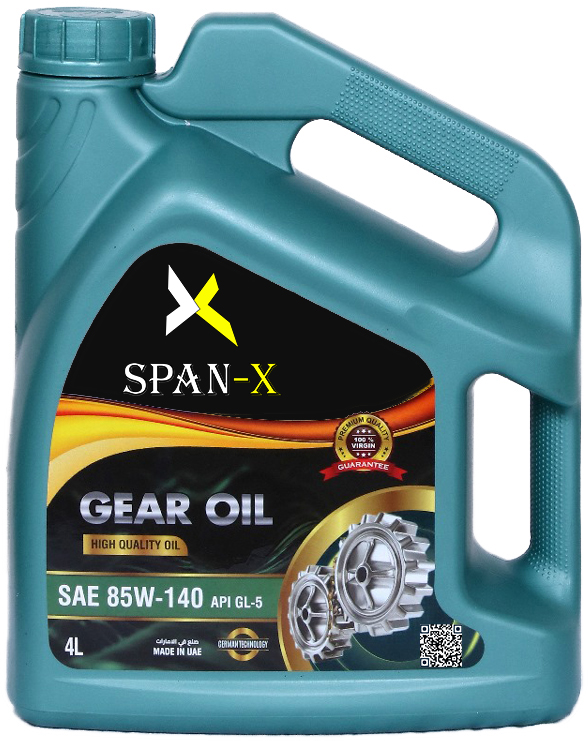 SPAN-X
PREMIUM QUALITY
100 %
VIRGIN
GUARANTEE
GEAR OIL
HIGH QUALITY OIL
SAE 85W-140 API GL-5
4L
صنع في الامارات
MADE IN UAE
GERMAN TECHNOLOGY